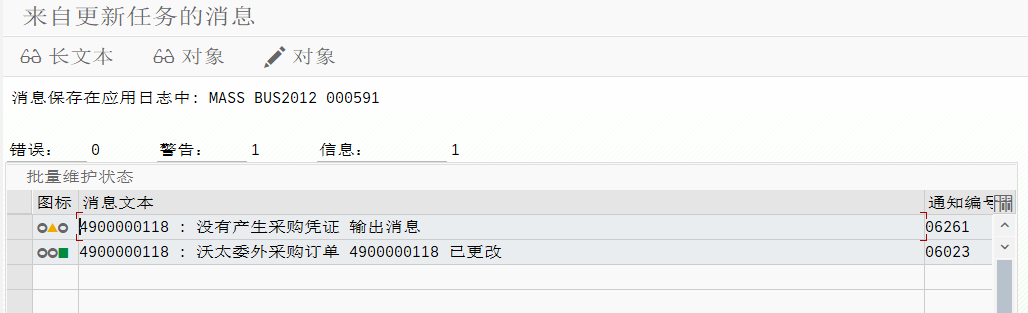 来自更新任务的消息
长文本 对象 对象
消息保存在应用日志中: MASS BUS2012 000591
错误: 0 警告: 1 信息: 1
批量维护状态
图标 消息文本 通知编号
4900000118 : 没有产生采购凭证 输出消息 06261
4900000118 : 沃太委外采购订单 4900000118 已更改 06023